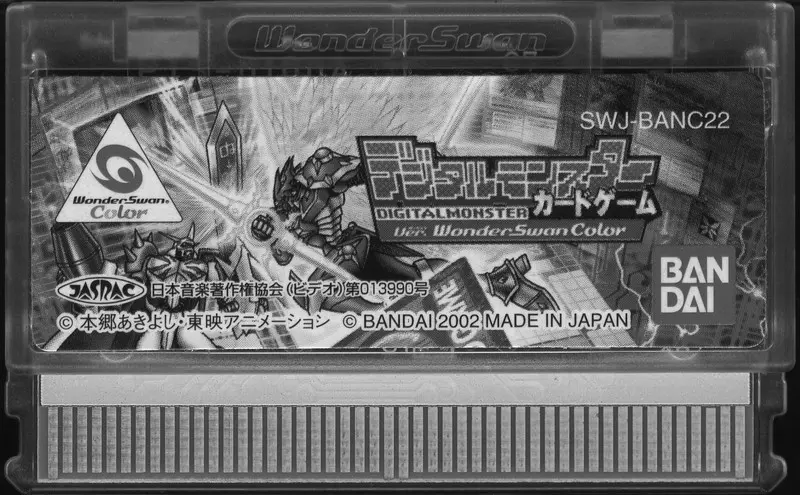 WonderSwan
SWJ-BANC22
WonderSwan
Color
デジタルモンスター
DIGITALMONSTER カードゲーム
Ver. WonderSwanColor
BAN
DAI
JASRAC 日本音楽著作権協会(ビデオ)第013990号
© 本郷あきよし・東映アニメーション © BANDAI 2002 MADE IN JAPAN